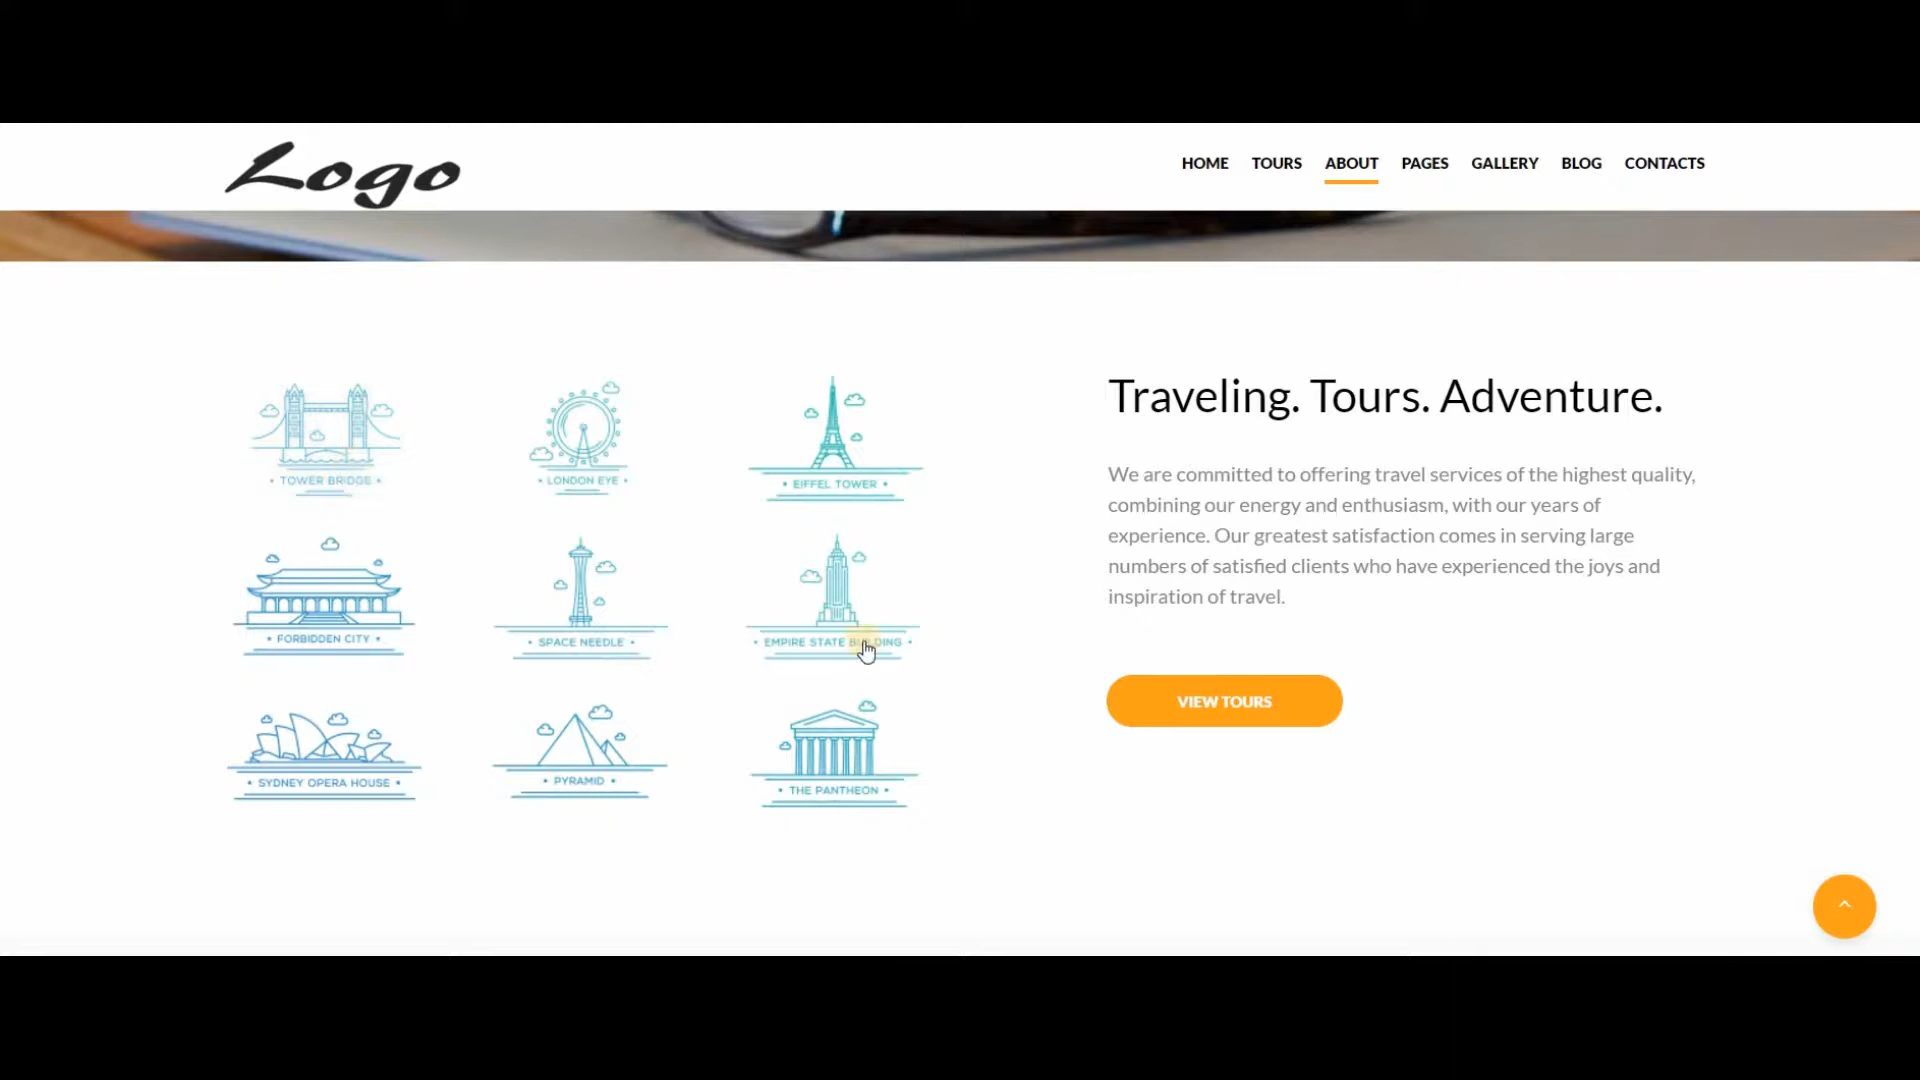 Logo
HOME TOURS ABOUT PAGES GALLERY BLOG CONTACTS
• TOWER BRIDGE •
• LONDON EYE •
• EIFFEL TOWER •
• FORBIDDEN CITY •
• SPACE NEEDLE •
• EMPIRE STATE BUILDING •
• SYDNEY OPERA HOUSE •
• PYRAMID •
• THE PANTHEON •
Traveling. Tours. Adventure.
We are committed to offering travel services of the highest quality,
combining our energy and enthusiasm, with our years of
experience. Our greatest satisfaction comes in serving large
numbers of satisfied clients who have experienced the joys and
inspiration of travel.
VIEW TOURS